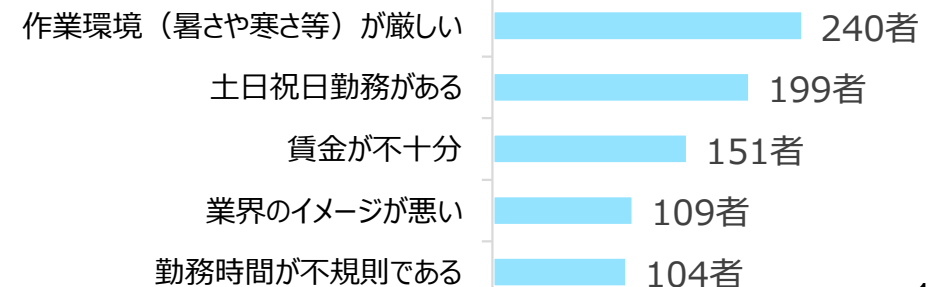 作業環境（暑さや寒さ等）が厳しい 240者
土日祝日勤務がある 199者
賃金が不十分 151者
業界のイメージが悪い 109者
勤務時間が不規則である 104者